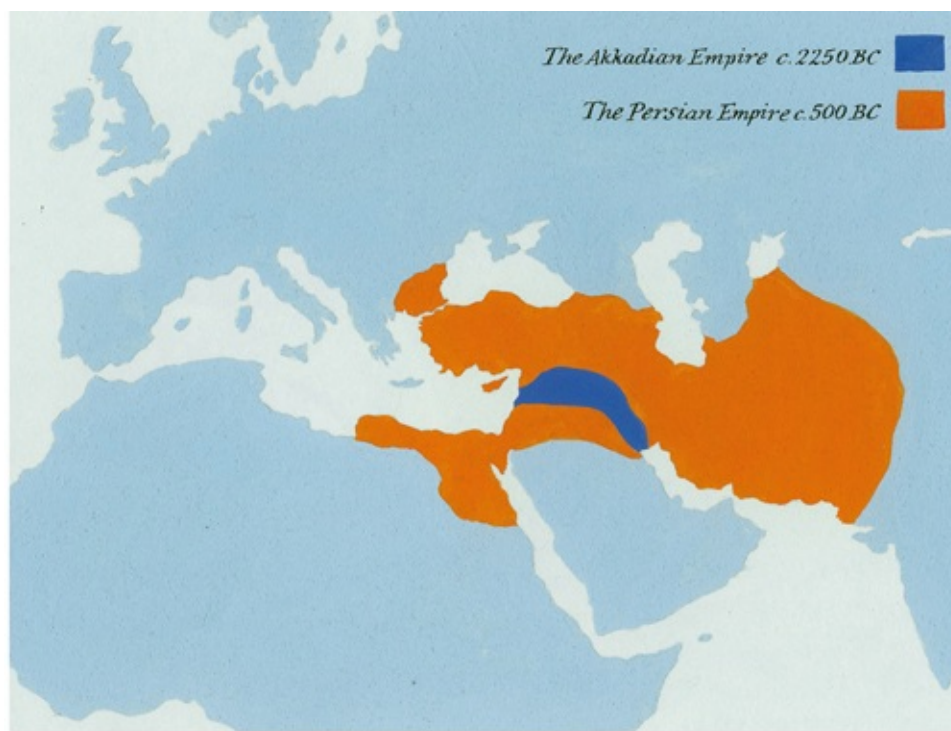 The Akkadian Empire c. 2250 BC
The Persian Empire c. 500 BC